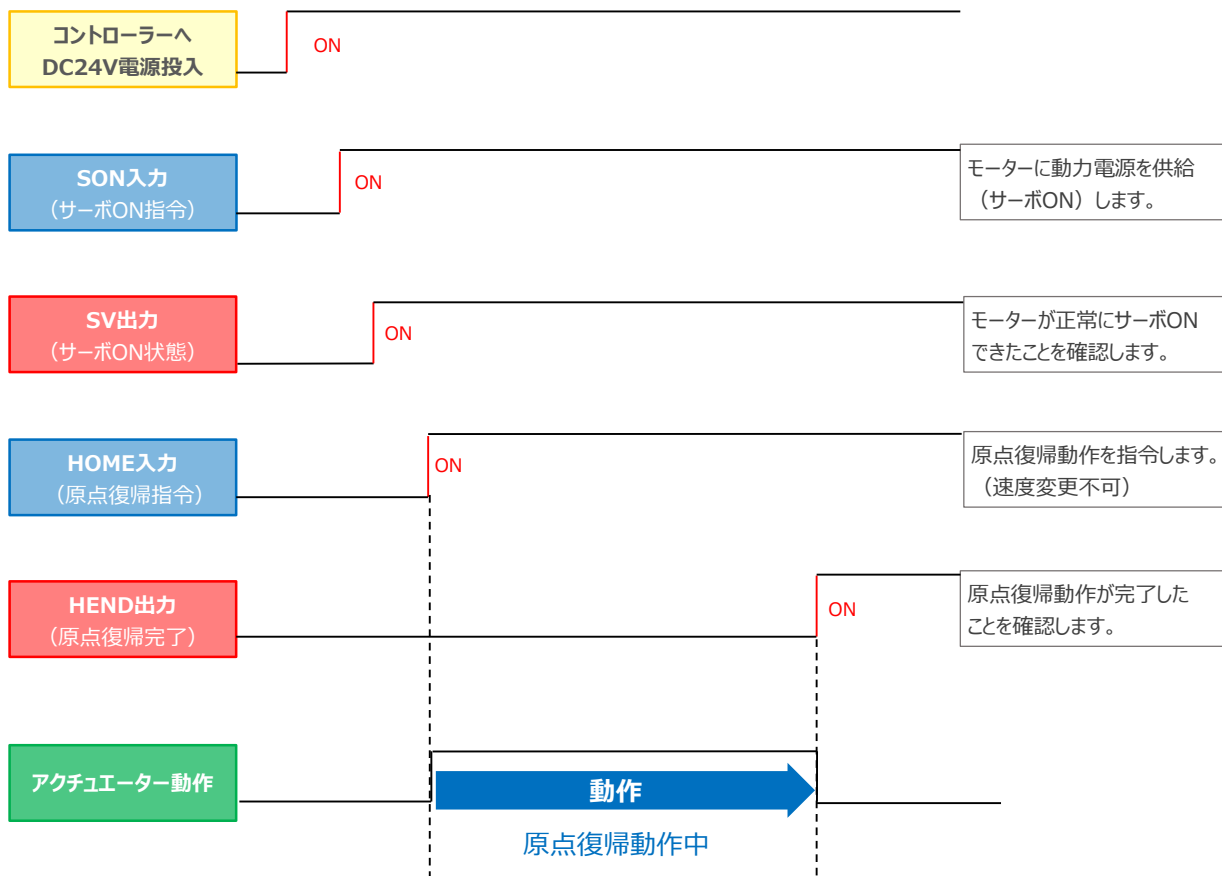 コントローラーへ
DC24V電源投入
ON
SON入力
（サーボON指令）
ON
モーターに動力電源を供給
（サーボON）します。
SV出力
（サーボON状態）
ON
モーターが正常にサーボON
できたことを確認します。
HOME入力
（原点復帰指令）
ON
原点復帰動作を指令します。
（速度変更不可）
HEND出力
（原点復帰完了）
ON
原点復帰動作が完了した
ことを確認します。
アクチュエーター動作
動作
原点復帰動作中